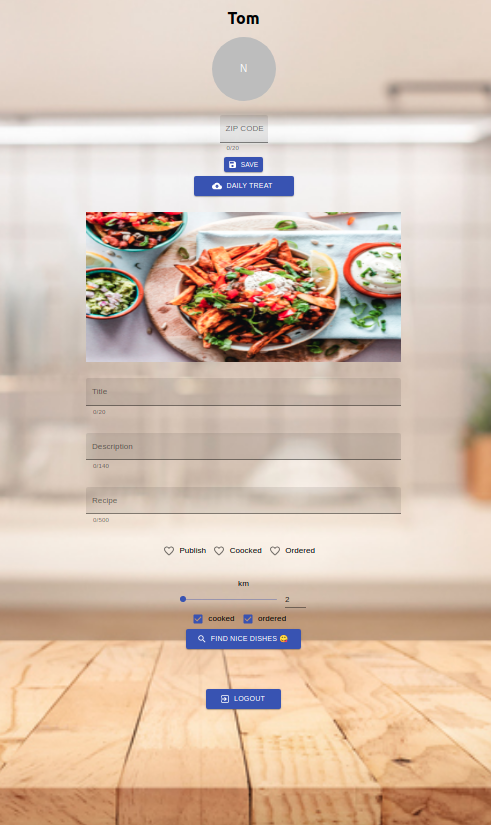 Tom
N
ZIP CODE
0/20
SAVE
DAILY TREAT
Title
0/20
Description
0/140
Recipe
0/500
Publish Coocked Ordered
km
2
cooked ordered
FIND NICE DISHES 😋
LOGOUT